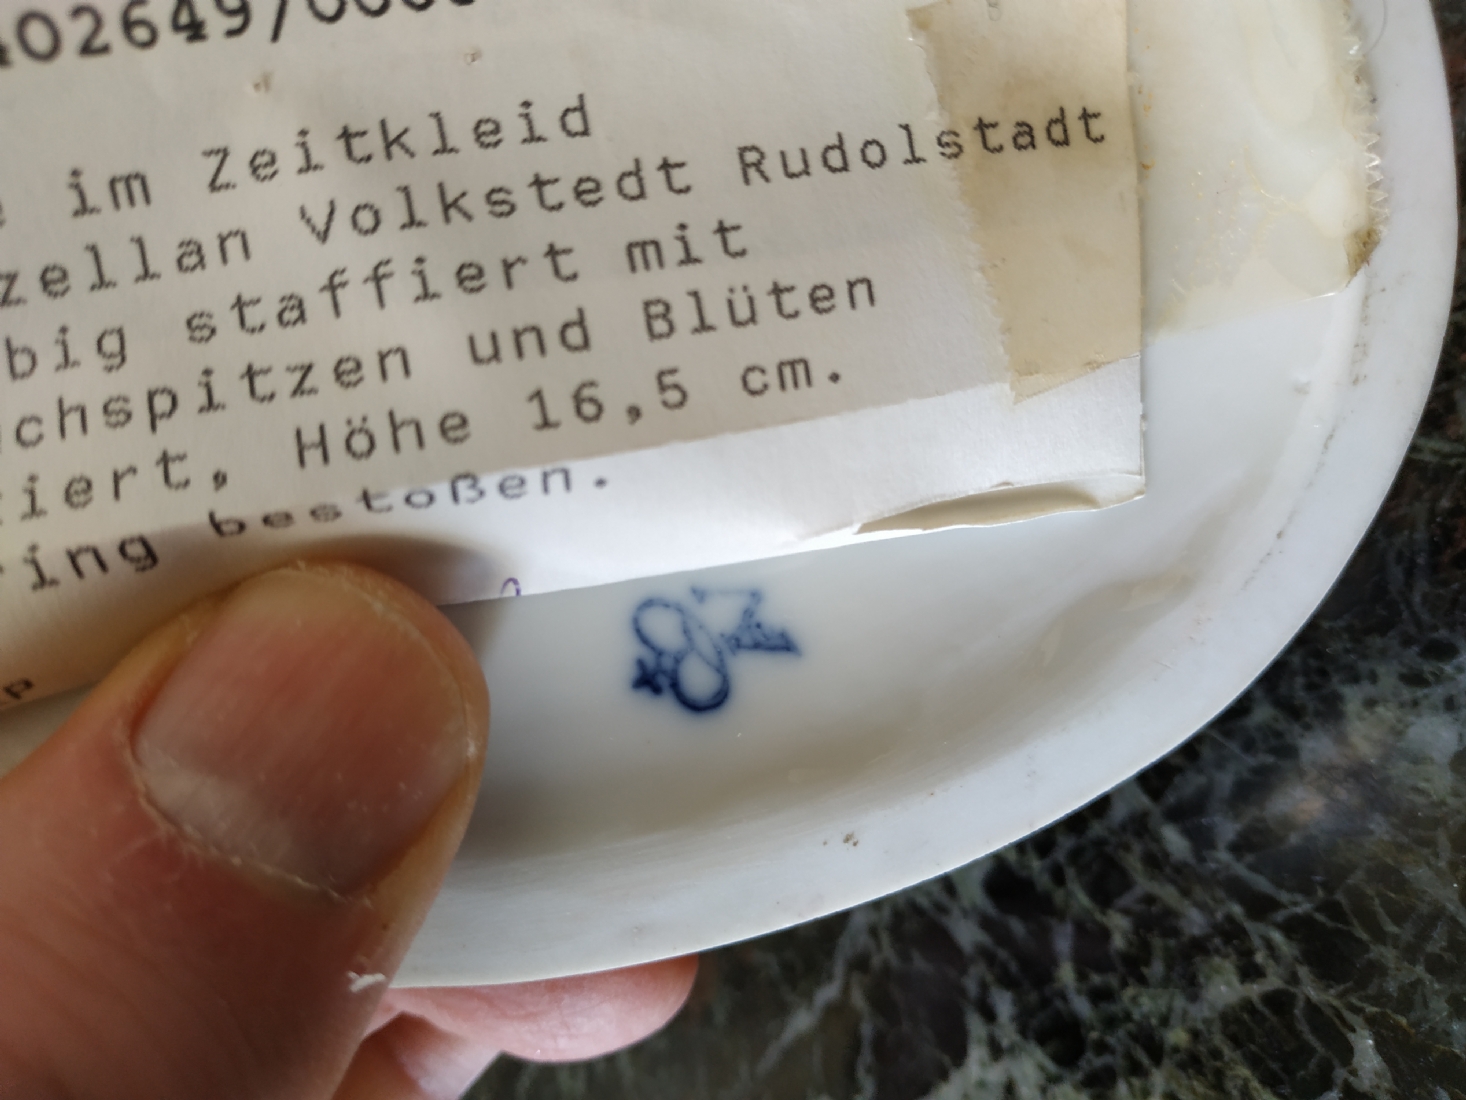 402649/000
im Zeitkleid
zellan Volkstedt Rudolstadt
big staffiert mit
chspitzen und Blüten
iert, Höhe 16,5 cm.
ing bestoßen.